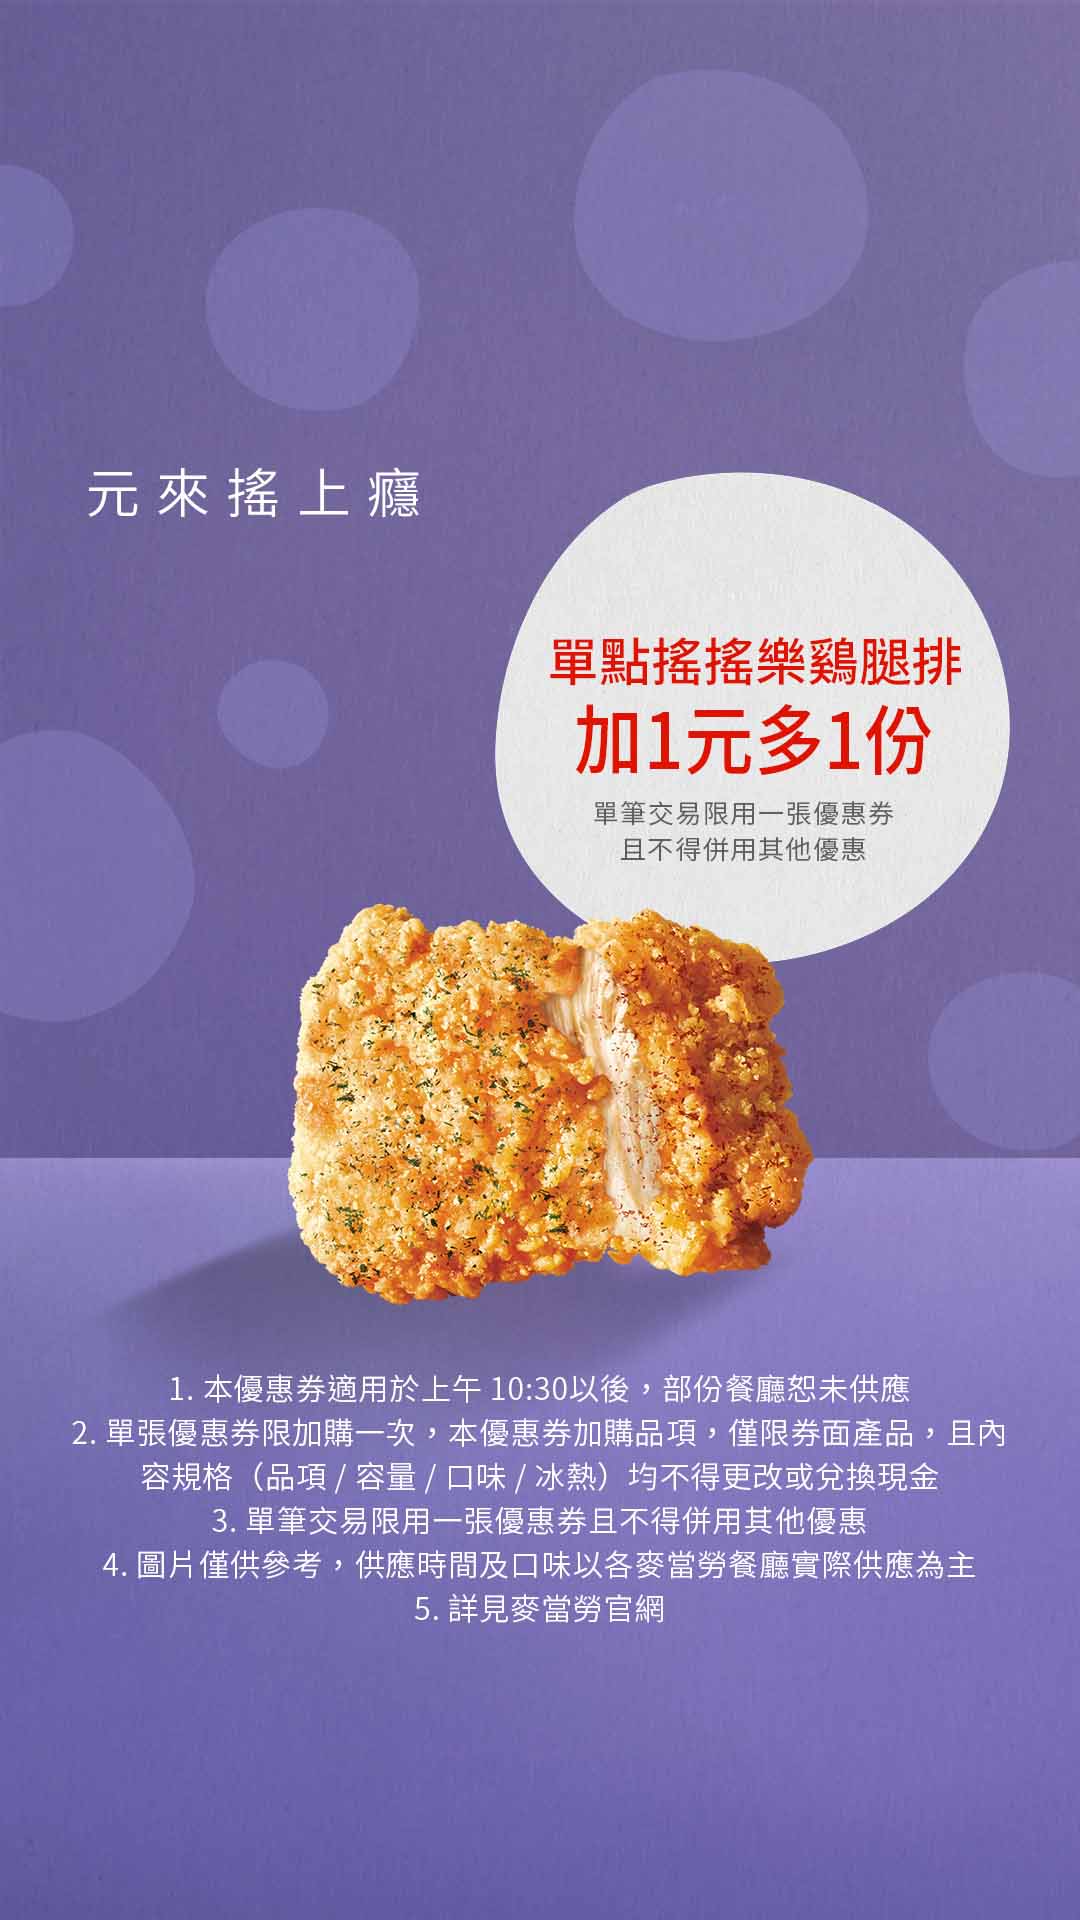 元來搖上癮
單點搖搖樂鷄腿排
加1元多1份
單筆交易限用一張優惠券
且不得併用其他優惠
1. 本優惠券適用於上午 10:30以後，部份餐廳恕未供應
2. 單張優惠券限加購一次，本優惠券加購品項，僅限券面產品，且內
容規格（品項 / 容量 / 口味 / 冰熱）均不得更改或兌換現金
3. 單筆交易限用一張優惠券且不得併用其他優惠
4. 圖片僅供參考，供應時間及口味以各麥當勞餐廳實際供應為主
5. 詳見麥當勞官網